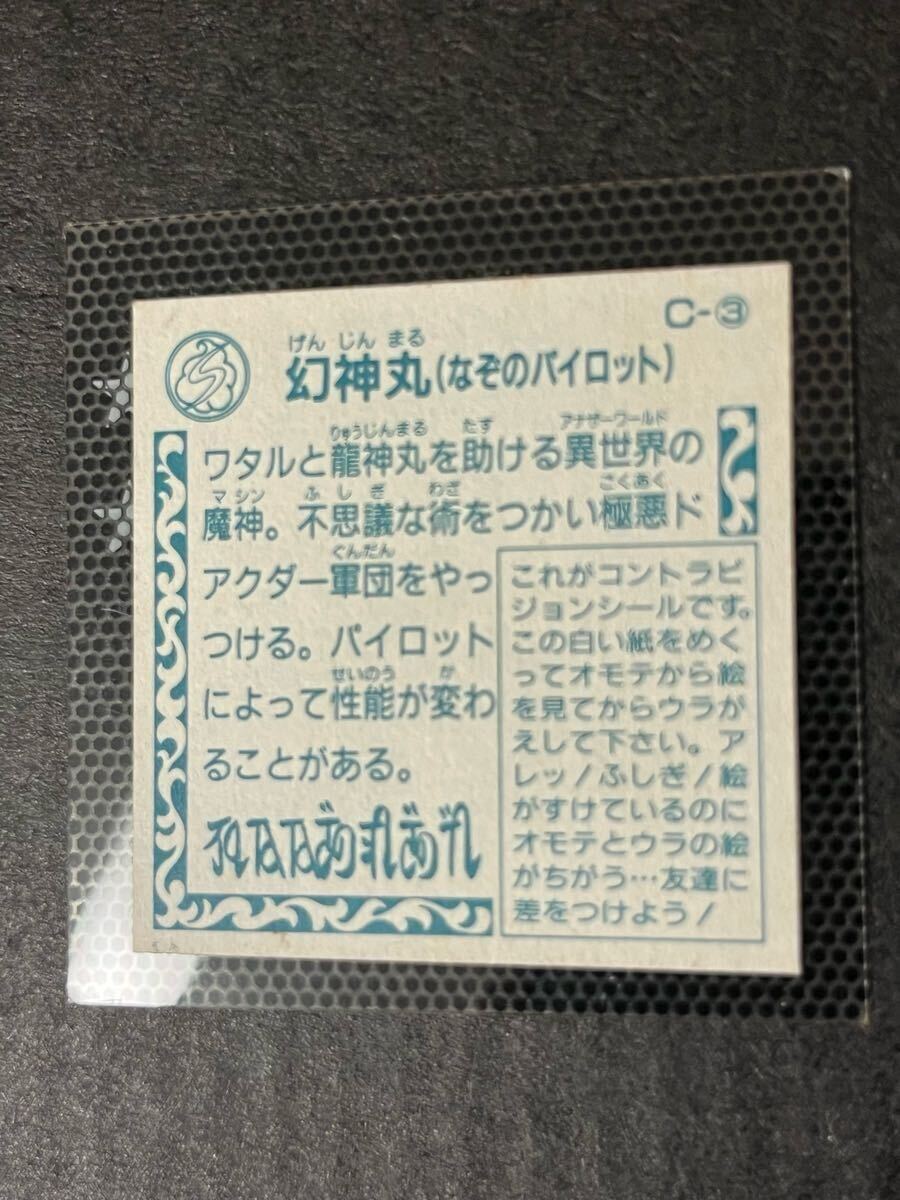 C-③
げん じん まる
幻神丸(なぞのパイロット)
りゅうじんまる たす アナザーワールド
ワタルと龍神丸を助ける異世界の
マシン ふしぎ わざ こくあく
魔神。不思議な術をつかい極悪ド
ぐんだん
アクダー軍団をやっ
つける。パイロット
せいのう か
によって性能が変わ
ることがある。
これがコントラビ
ジョンシールです。
この白い紙をめく
ってオモテから絵
を見てからウラが
えして下さい。ア
レッ!ふしぎ!絵
がすけているのに
オモテとウラの絵
がちがう…友達に
差をつけよう!